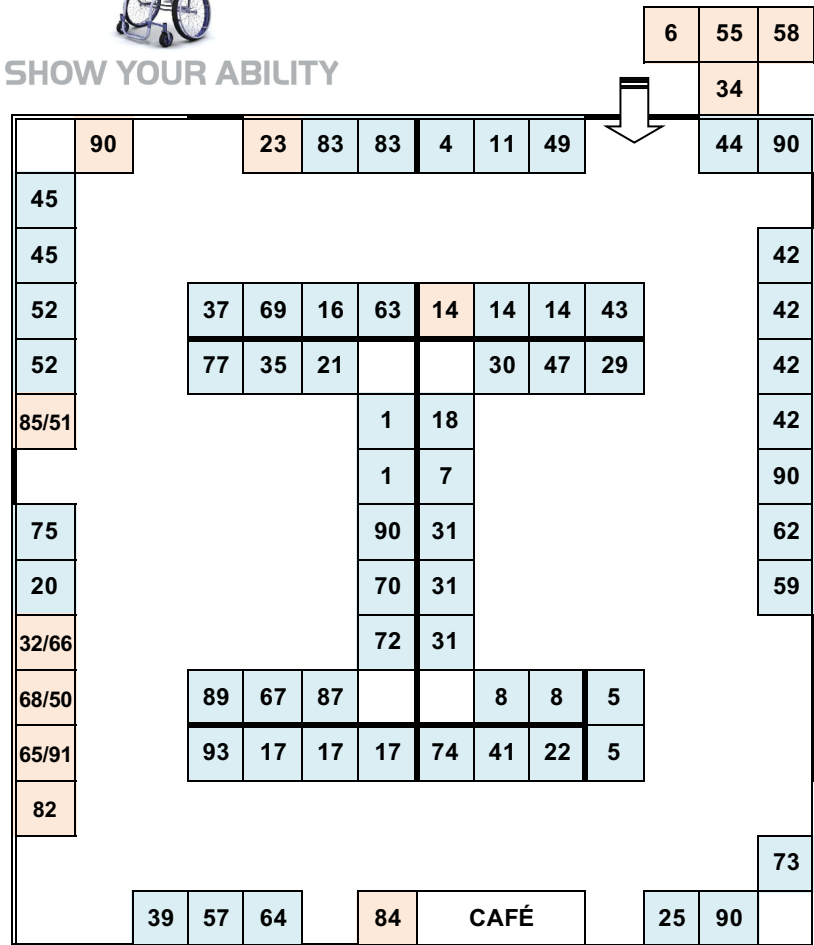 6 55 58
SHOW YOUR ABILITY
34
90 23 83 83 4 11 49 44 90
45
45 42
52 37 69 16 63 14 14 14 43 42
52 77 35 21 30 47 29 42
85/51 1 18 42
1 7 90
75 90 31 62
20 70 31 59
32/66 72 31
68/50 89 67 87 8 8 5
65/91 93 17 17 17 74 41 22 5
82
73
39 57 64 84 CAFÉ 25 90